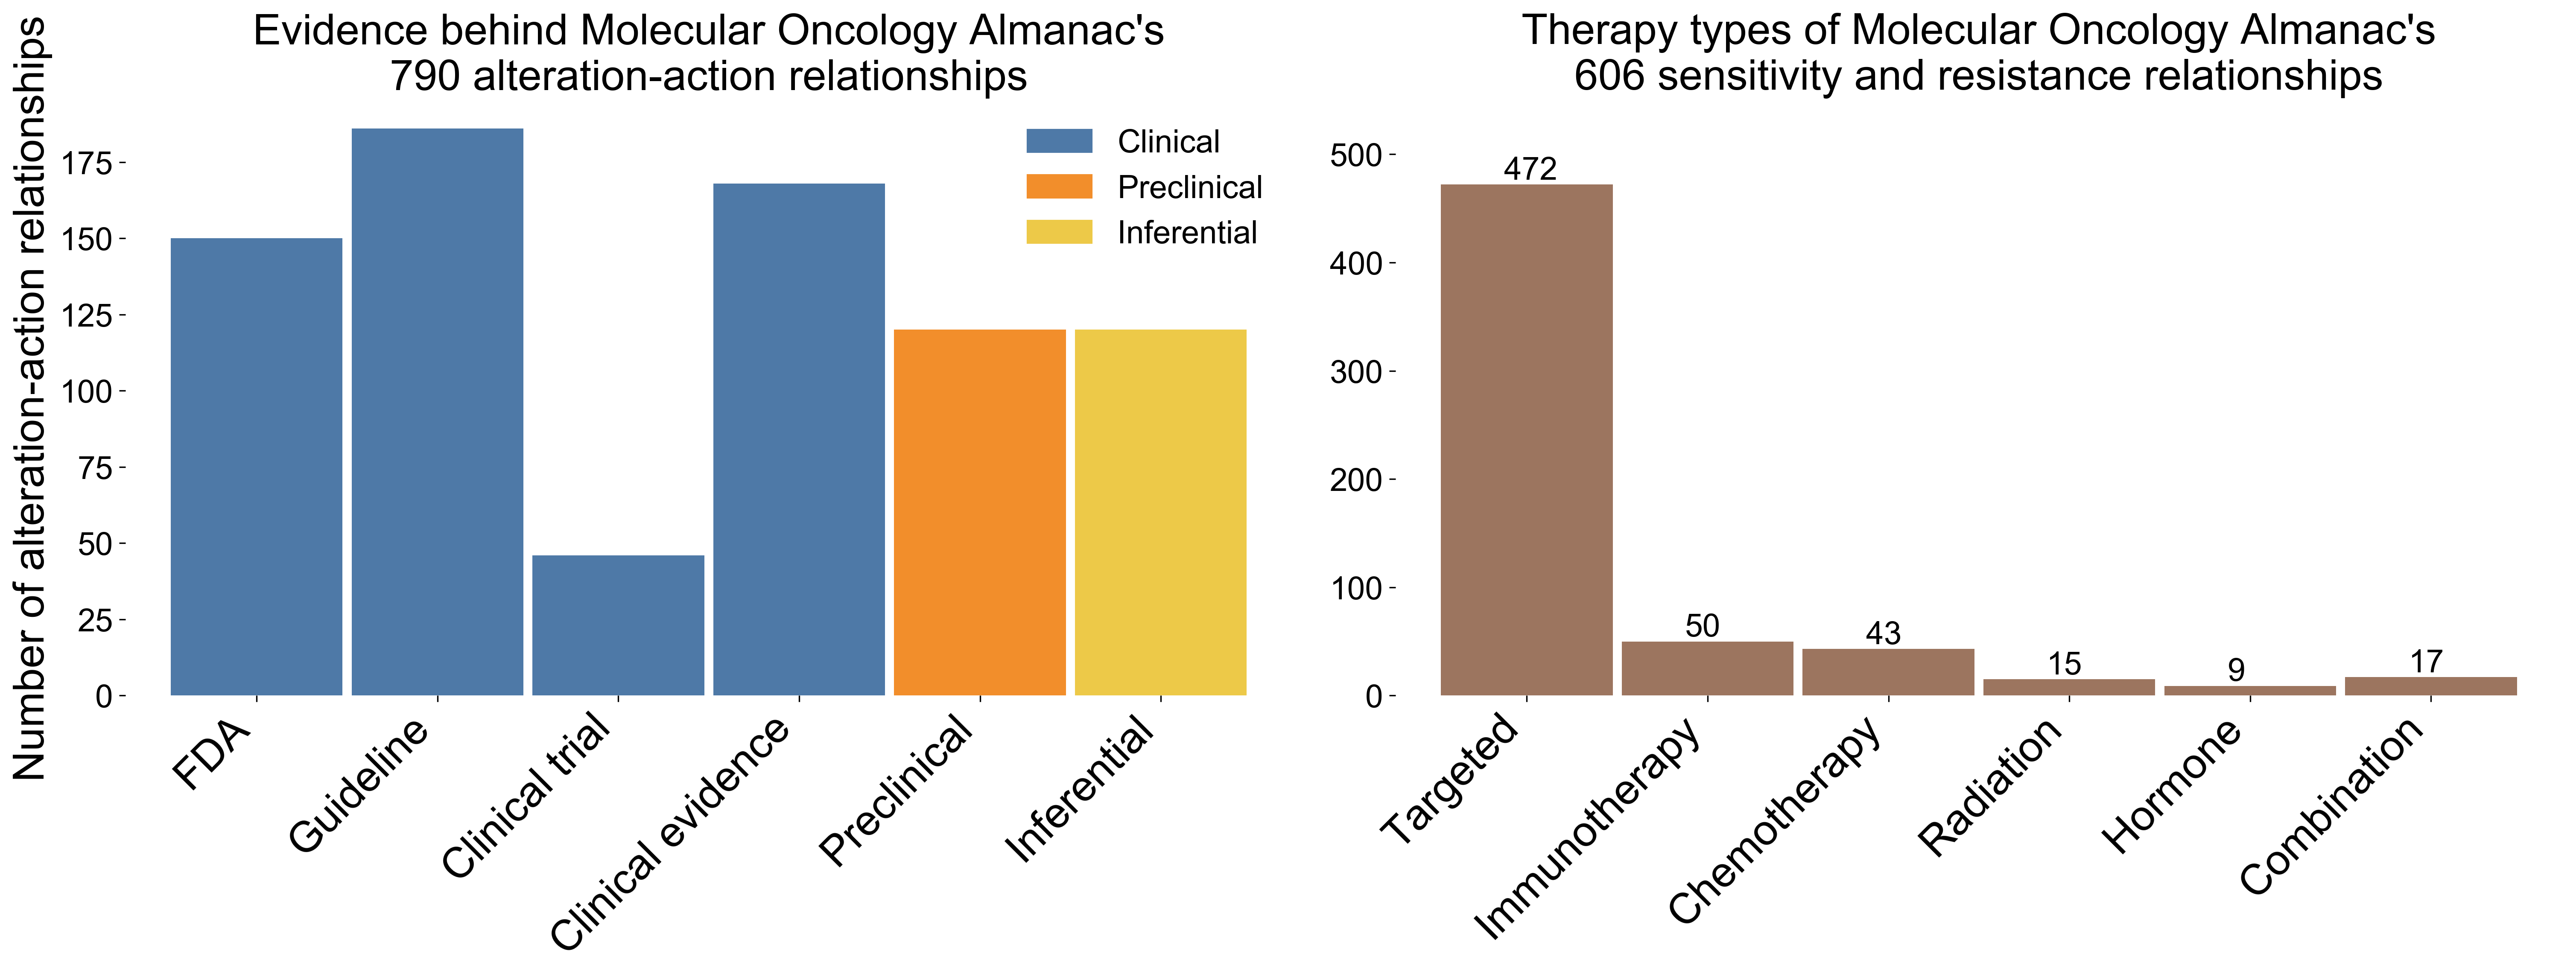 Evidence behind Molecular Oncology Almanac's
790 alteration-action relationships
Number of alteration-action relationships
175
150
125
100
75
50
25
0
Clinical
Preclinical
Inferential
FDA
Guideline
Clinical trial
Clinical evidence
Preclinical
Inferential
Therapy types of Molecular Oncology Almanac's
606 sensitivity and resistance relationships
500
400
300
200
100
0
472
50
43
15
9
17
Targeted
Immunotherapy
Chemotherapy
Radiation
Hormone
Combination